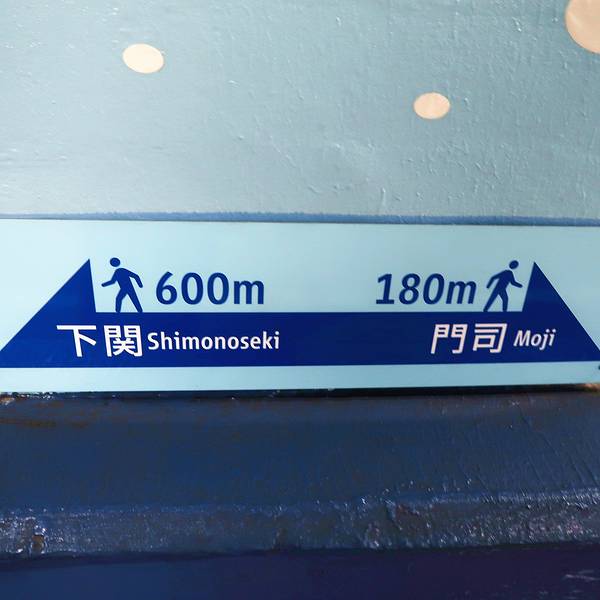 600m 180m
下関 Shimonoseki 門司 Moji